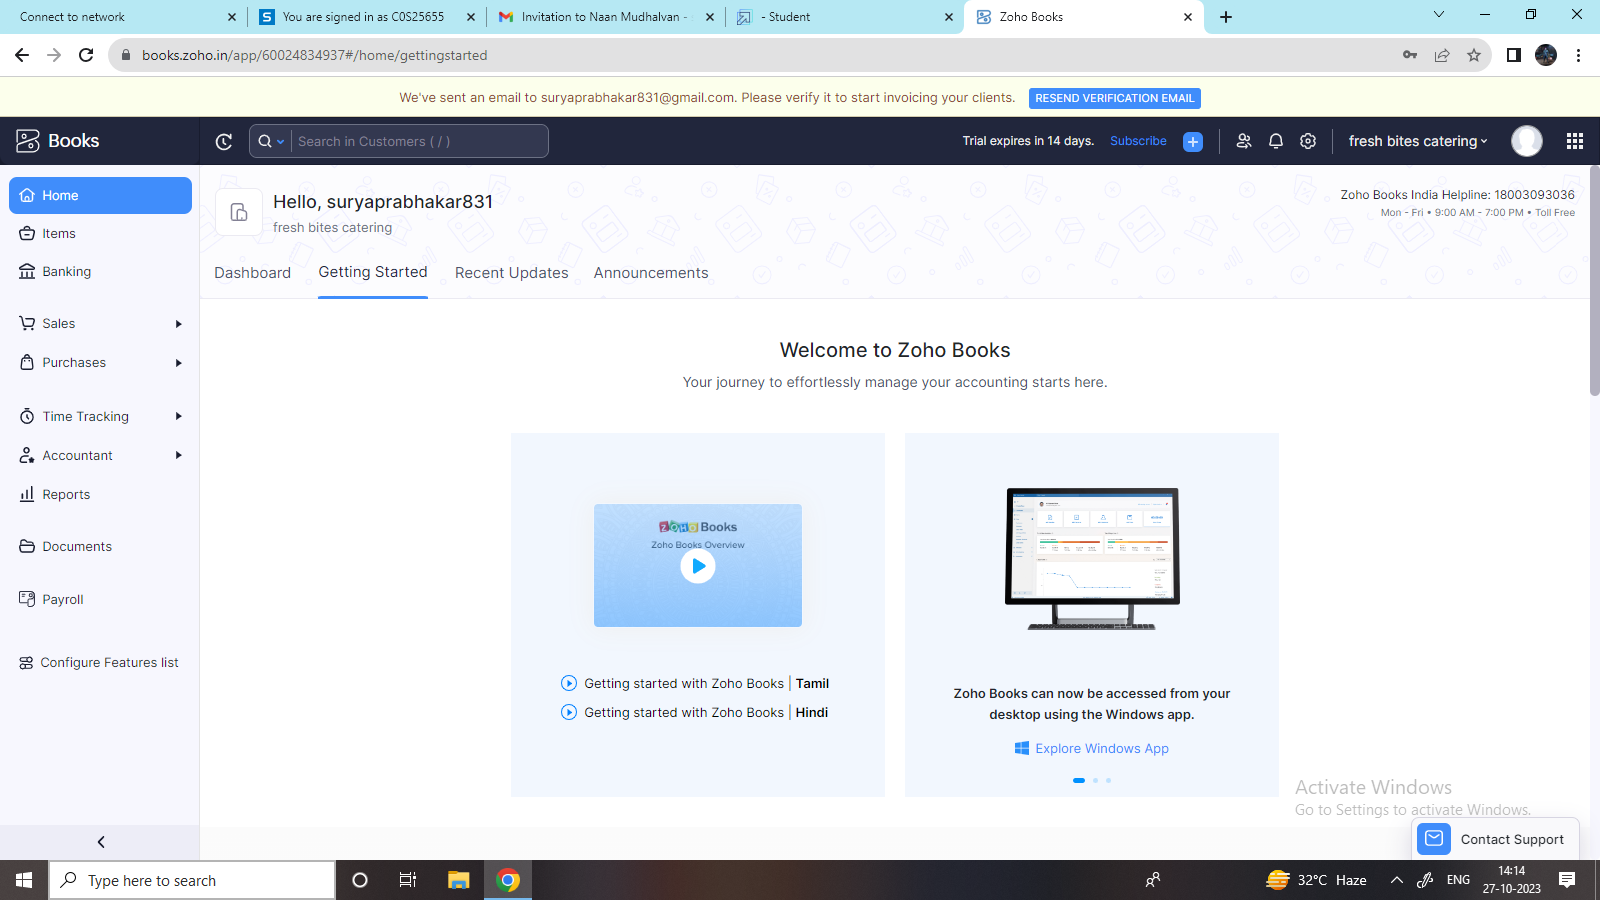 Connect to network
S You are signed in as C0S25655
Invitation to Naan Mudhalvan -
- Student
Zoho Books
books.zoho.in/app/60024834937#/home/gettingstarted
We've sent an email to suryaprabhakar831@gmail.com. Please verify it to start invoicing your clients. RESEND VERIFICATION EMAIL
Books
Search in Customers ( / )
Trial expires in 14 days. Subscribe
fresh bites catering
Home
Items
Banking
Sales
Purchases
Time Tracking
Accountant
Reports
Documents
Payroll
Configure Features list
Hello, suryaprabhakar831
fresh bites catering
Zoho Books India Helpline: 18003093036
Mon - Fri • 9:00 AM - 7:00 PM • Toll Free
Dashboard Getting Started Recent Updates Announcements
Welcome to Zoho Books
Your journey to effortlessly manage your accounting starts here.
ZOHO Books
Zoho Books Overview
Getting started with Zoho Books | Tamil
Getting started with Zoho Books | Hindi
Zoho Books can now be accessed from your
desktop using the Windows app.
Explore Windows App
Activate Windows
Go to Settings to activate Windows.
Contact Support
Type here to search
32°C Haze
ENG
14:14
27-10-2023